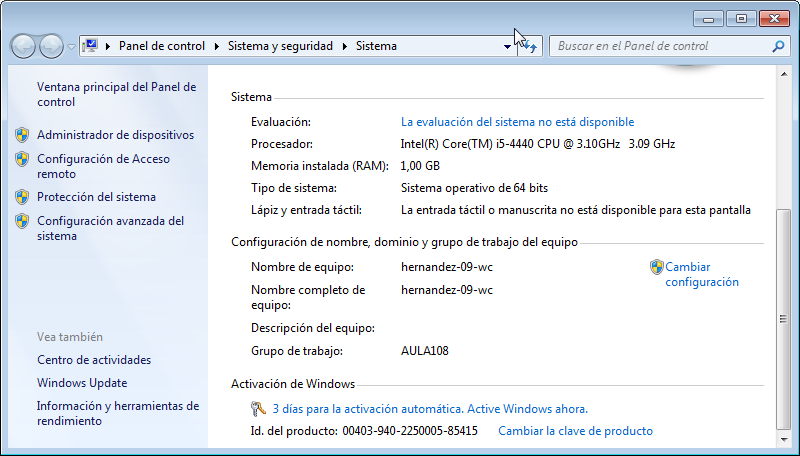 Panel de control
Sistema y seguridad
Sistema
Buscar en el Panel de control
Ventana principal del Panel de
control
Administrador de dispositivos
Configuración de Acceso
remoto
Protección del sistema
Configuración avanzada del
sistema
Vea también
Centro de actividades
Windows Update
Información y herramientas de
rendimiento
Sistema
Evaluación: La evaluación del sistema no está disponible
Procesador: Intel(R) Core(TM) i5-4440 CPU @ 3.10GHz 3.09 GHz
Memoria instalada (RAM): 1,00 GB
Tipo de sistema: Sistema operativo de 64 bits
Lápiz y entrada táctil: La entrada táctil o manuscrita no está disponible para esta pantalla
Configuración de nombre, dominio y grupo de trabajo del equipo
Nombre de equipo: hernandez-09-wc
Cambiar
configuración
Nombre completo de
equipo:
hernandez-09-wc
Descripción del equipo:
Grupo de trabajo: AULA108
Activación de Windows
3 días para la activación automática. Active Windows ahora.
Id. del producto: 00403-940-2250005-85415 Cambiar la clave de producto